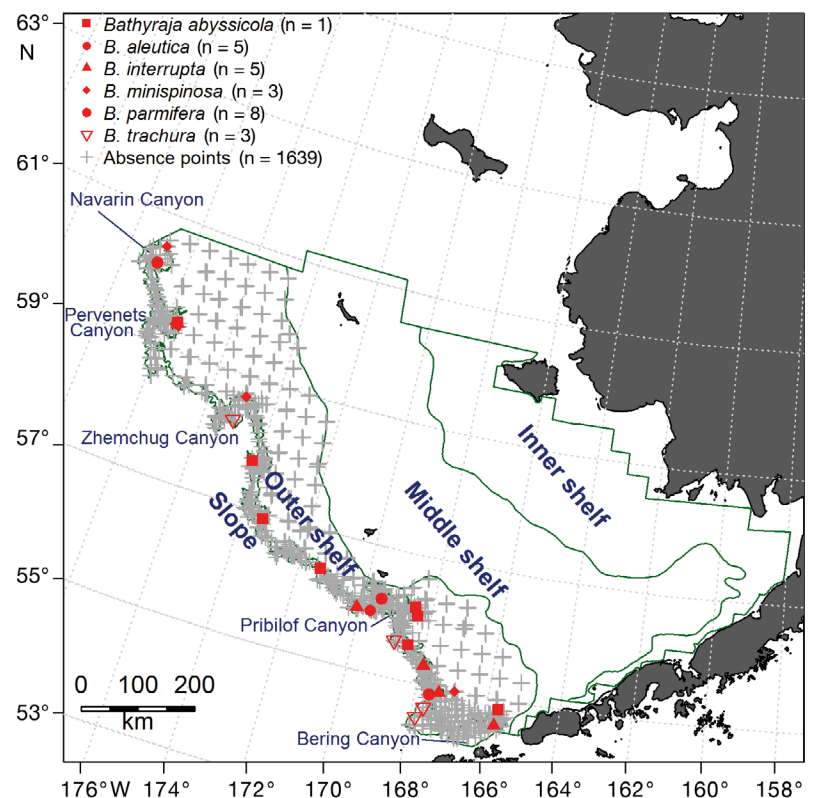 63°
N
61°
59°
57°
55°
53°
Bathyraja abyssicola (n = 1)
B. aleutica (n = 5)
B. interrupta (n = 5)
B. minispinosa (n = 3)
B. parmifera (n = 8)
B. trachura (n = 3)
Absence points (n = 1639)
Navarin Canyon
Pervenets
Canyon
Zhemchug Canyon
Slope
Outer shelf
Middle shelf
Inner shelf
Pribilof Canyon
Bering Canyon
0 100 200
km
176°W 174° 172° 170° 168° 166° 164° 162° 160° 158°